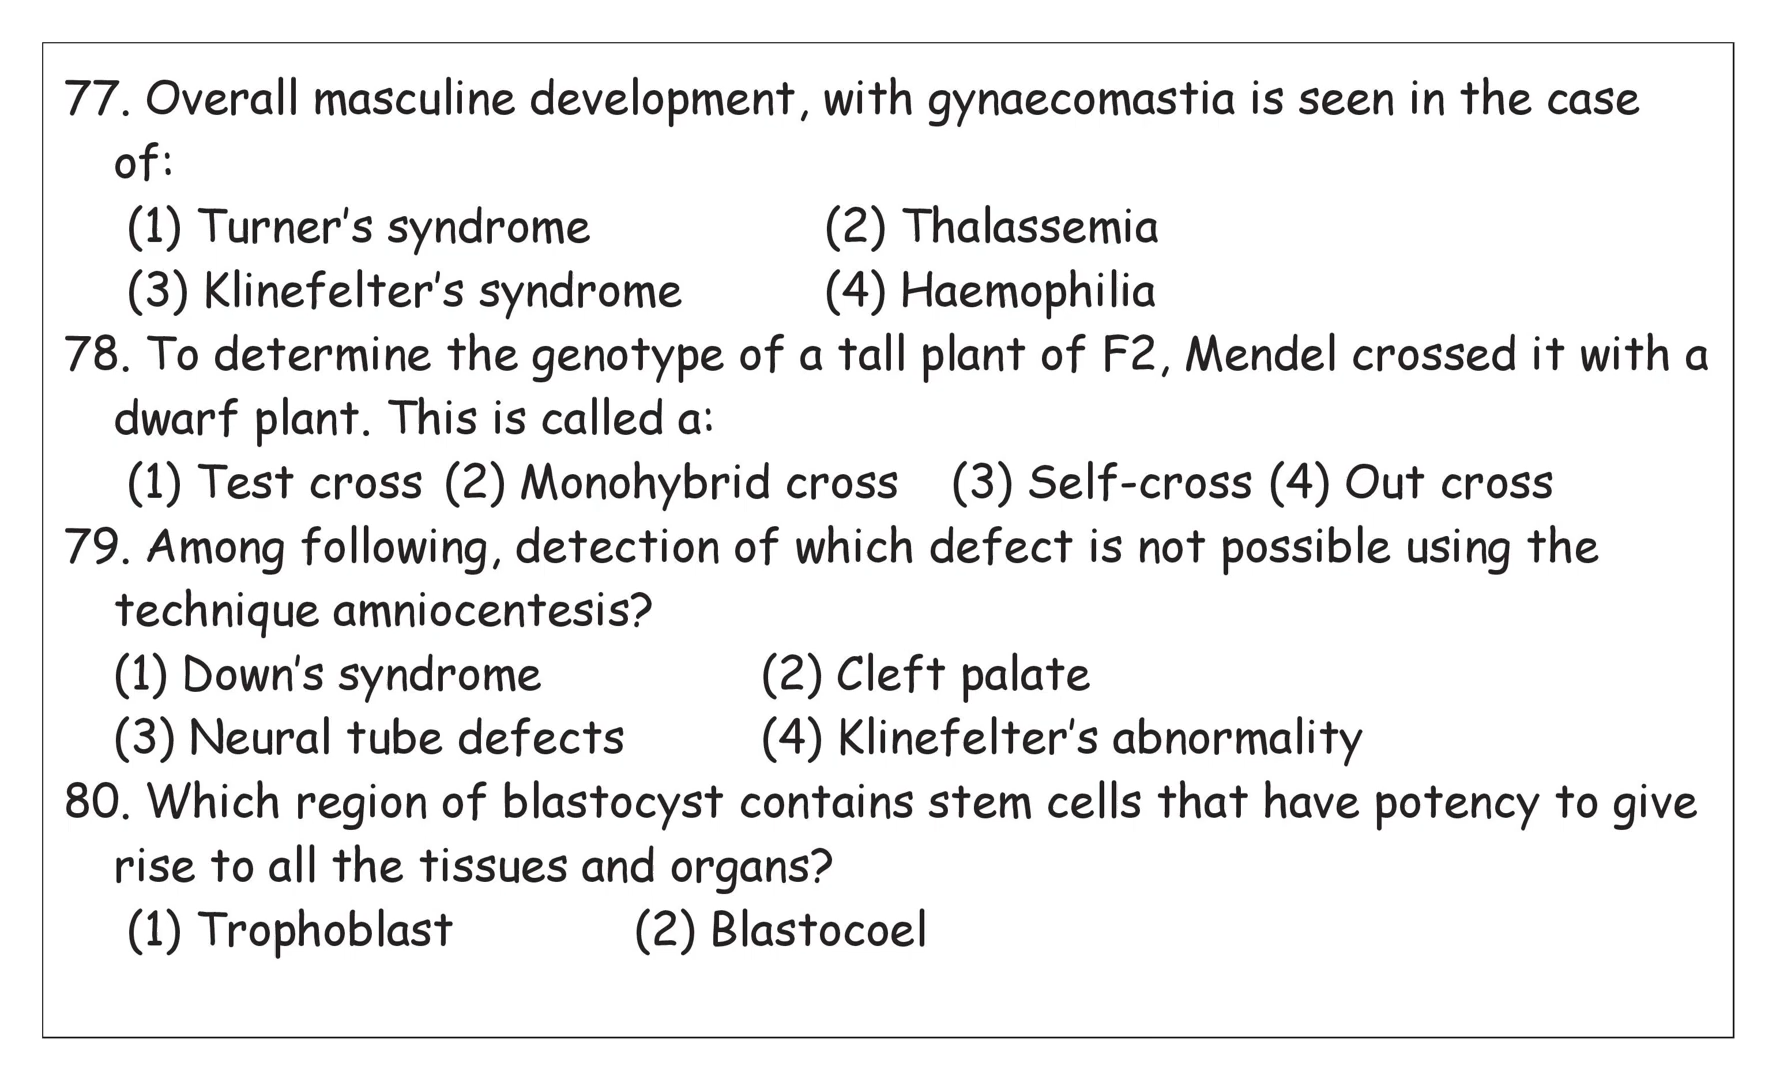 77. Overall masculine development, with gynaecomastia is seen in the case
of:
(1) Turner's syndrome (2) Thalassemia
(3) Klinefelter's syndrome (4) Haemophilia
78. To determine the genotype of a tall plant of F2, Mendel crossed it with a
dwarf plant. This is called a:
(1) Test cross (2) Monohybrid cross (3) Self-cross (4) Out cross
79. Among following, detection of which defect is not possible using the
technique amniocentesis?
(1) Down's syndrome (2) Cleft palate
(3) Neural tube defects (4) Klinefelter's abnormality
80. Which region of blastocyst contains stem cells that have potency to give
rise to all the tissues and organs?
(1) Trophoblast (2) Blastocoel